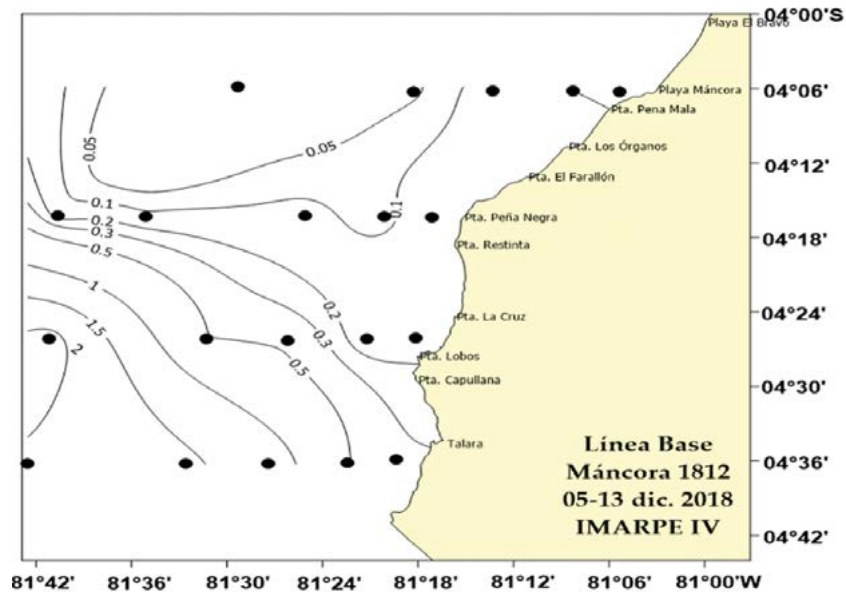 04°00'S
Playa El Bravo
04°06'
Playa Máncora
Pta. Pena Mala
0.05
0.05
Pta. Los Órganos
04°12'
Pta. El Farallón
0.1
0.1
Pta. Peña Negra
0.2
0.3
04°18'
Pta. Restinta
0.5
1
0.2
04°24'
Pta. La Cruz
1.5
0.3
2
Pta. Lobos
0.5
04°30'
Pta. Capullana
Talara
Línea Base
04°36'
Máncora 1812
05-13 dic. 2018
IMARPE IV
04°42'
81°42'
81°36'
81°30'
81°24'
81°18'
81°12'
81°06'
81°00'W